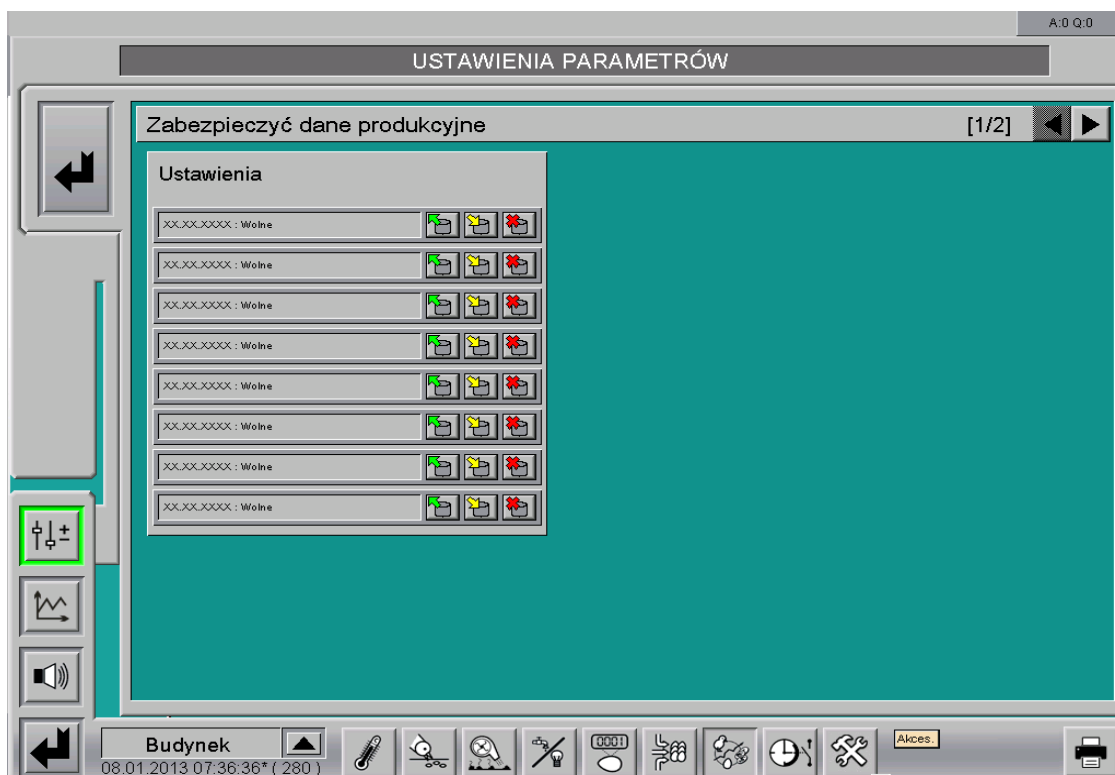 A:0 Q:0
USTAWIENIA PARAMETRÓW
Zabezpieczyć dane produkcyjne [1/2]
Ustawienia
XX.XX.XXXX : Wolne
XX.XX.XXXX : Wolne
XX.XX.XXXX : Wolne
XX.XX.XXXX : Wolne
XX.XX.XXXX : Wolne
XX.XX.XXXX : Wolne
XX.XX.XXXX : Wolne
XX.XX.XXXX : Wolne
Budynek
0001
Akces.
08.01.2013 07:36:36* ( 280 )